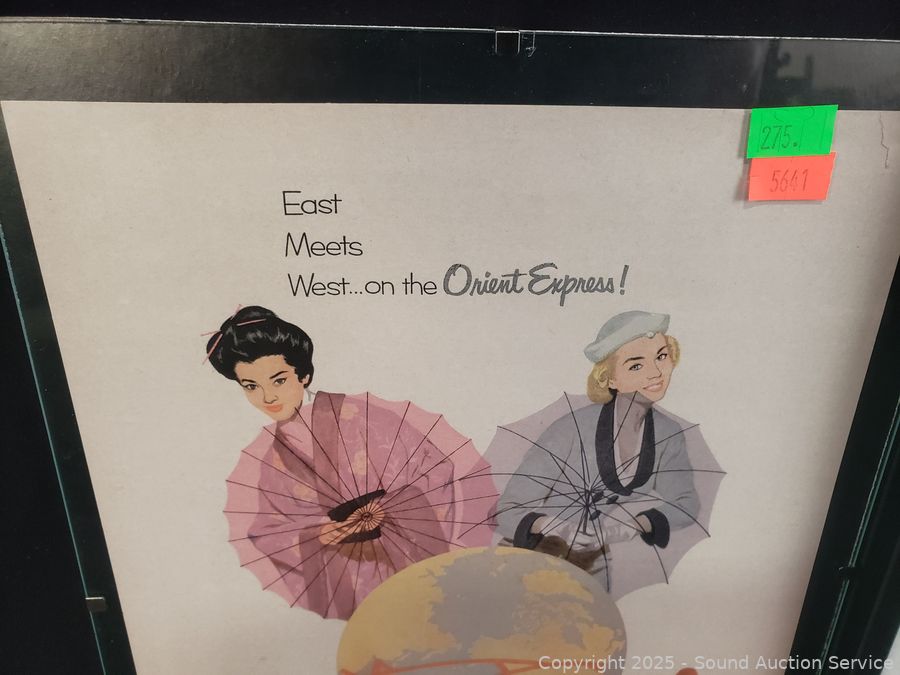 275.
5641
East
Meets
West...on the Orient Express!
Copyright 2025 - Sound Auction Service